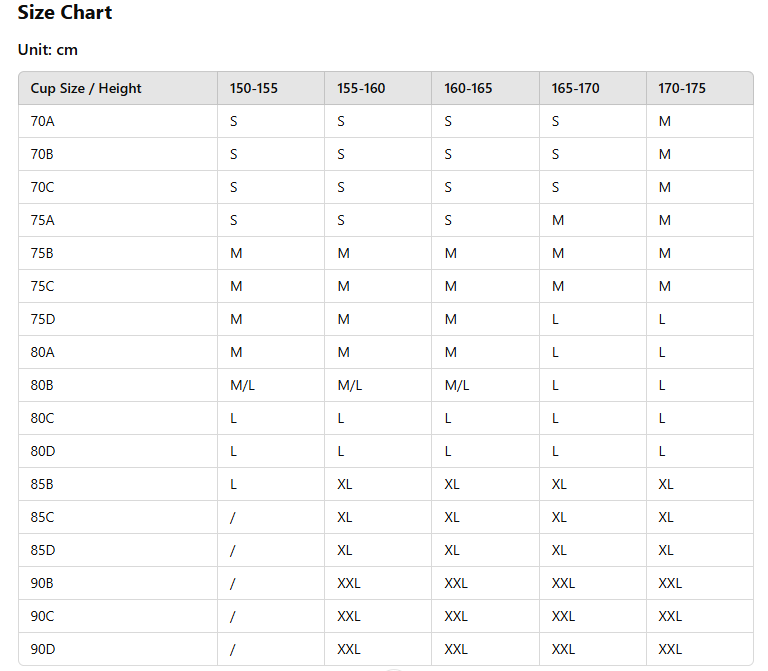 Size Chart
Unit: cm
Cup Size / Height 150-155 155-160 160-165 165-170 170-175
70A S S S S M
70B S S S S M
70C S S S S M
75A S S S M M
75B M M M M M
75C M M M M M
75D M M M L L
80A M M M L L
80B M/L M/L M/L L L
80C L L L L L
80D L L L L L
85B L XL XL XL XL
85C / XL XL XL XL
85D / XL XL XL XL
90B / XXL XXL XXL XXL
90C / XXL XXL XXL XXL
90D / XXL XXL XXL XXL